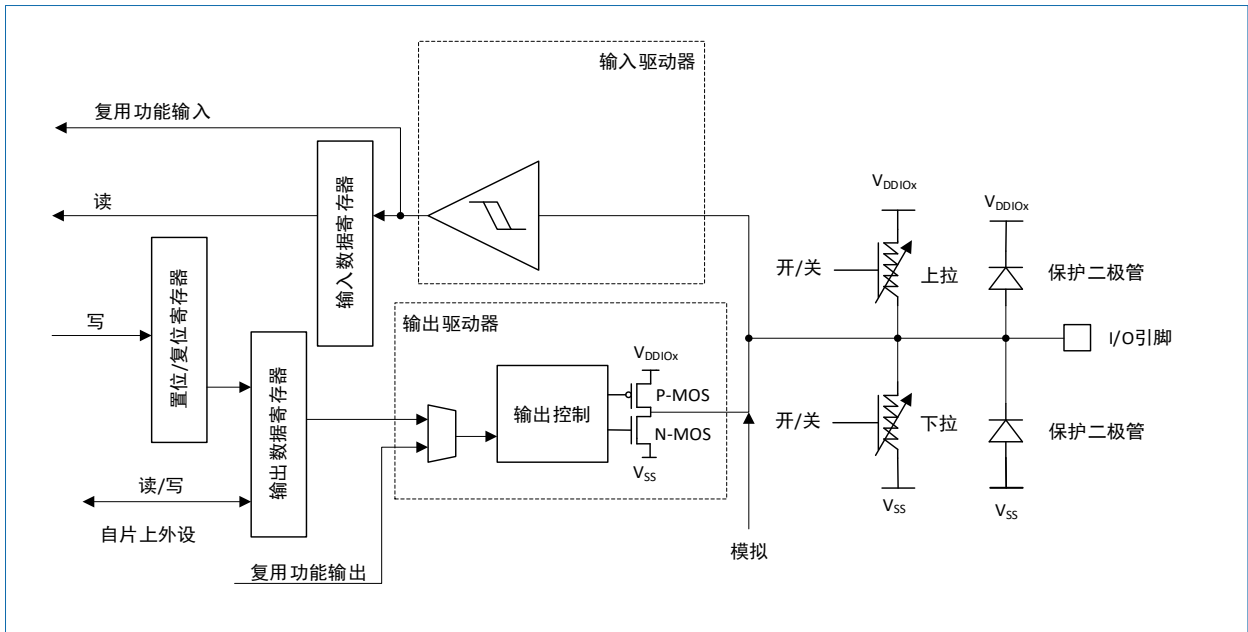 输入驱动器
复用功能输入
输入数据寄存器
读
V_DDIOx
V_DDIOx
开/关
上拉
保护二极管
置位/复位寄存器
写
输出驱动器
I/O引脚
输出数据寄存器
V_DDIOx
P-MOS
输出控制
N-MOS
V_SS
开/关
下拉
保护二极管
读/写
V_SS
V_SS
自片上外设
模拟
复用功能输出